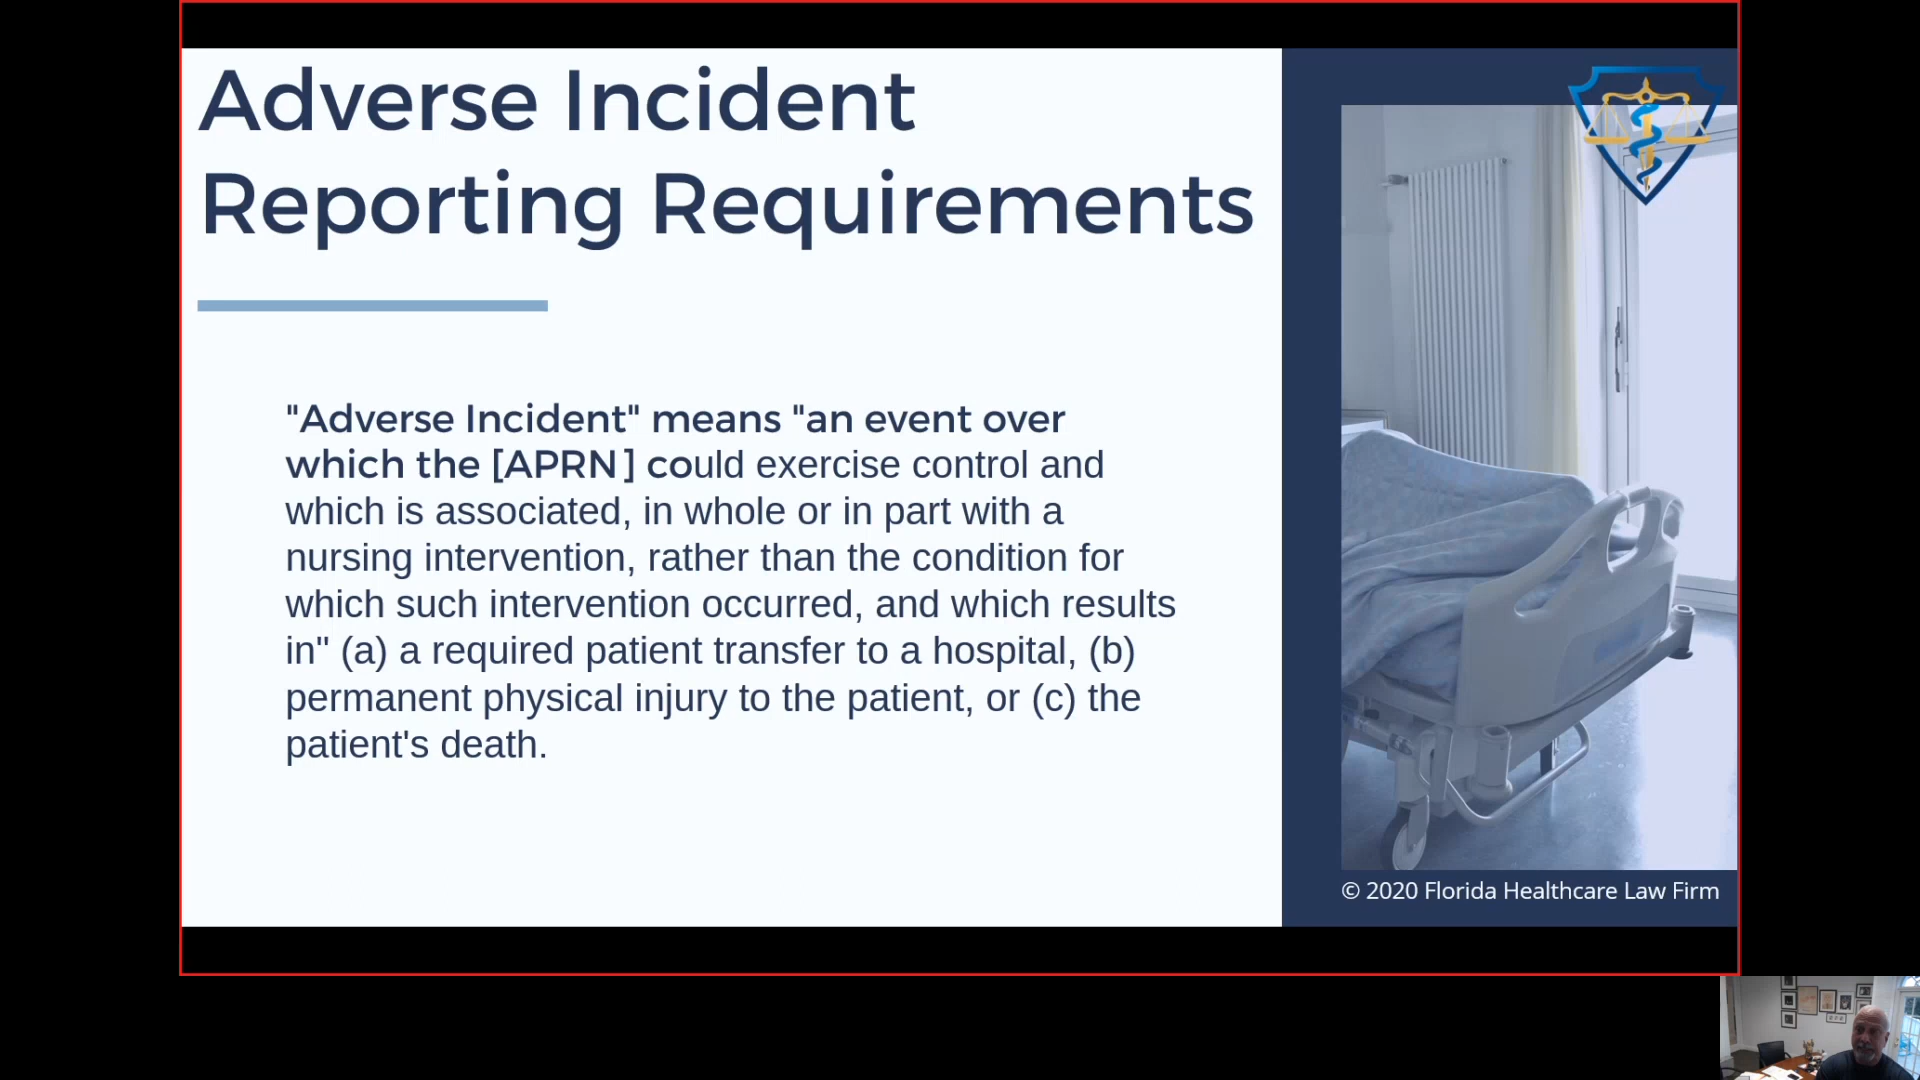 Adverse Incident
Reporting Requirements
"Adverse Incident" means "an event over
which the [APRN] could exercise control and
which is associated, in whole or in part with a
nursing intervention, rather than the condition for
which such intervention occurred, and which results
in" (a) a required patient transfer to a hospital, (b)
permanent physical injury to the patient, or (c) the
patient's death.
© 2020 Florida Healthcare Law Firm